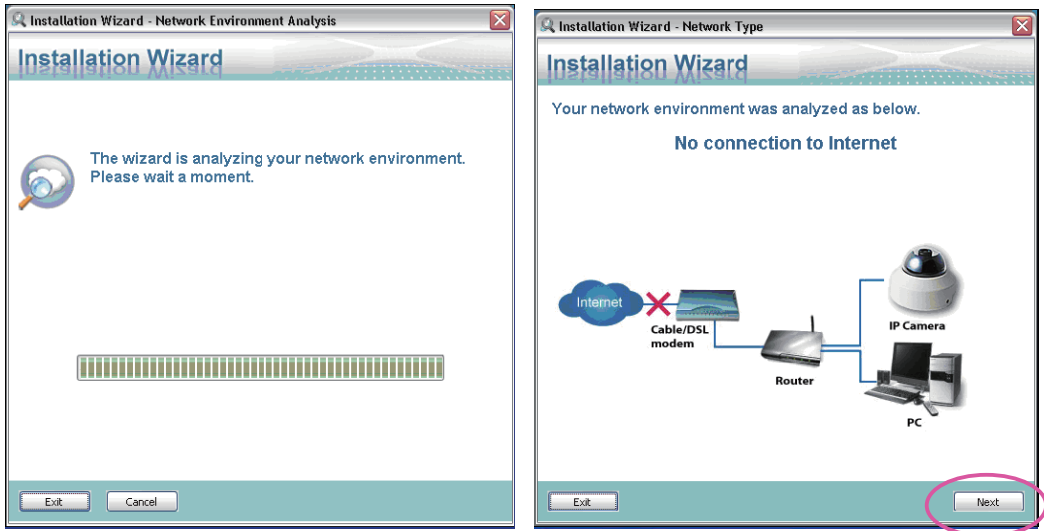 Installation Wizard - Network Environment Analysis
Installation Wizard
The wizard is analyzing your network environment.
Please wait a moment.
Exit
Cancel
Installation Wizard - Network Type
Installation Wizard
Your network environment was analyzed as below.
No connection to Internet
Internet
Cable/DSL
modem
Router
IP Camera
PC
Exit
Next